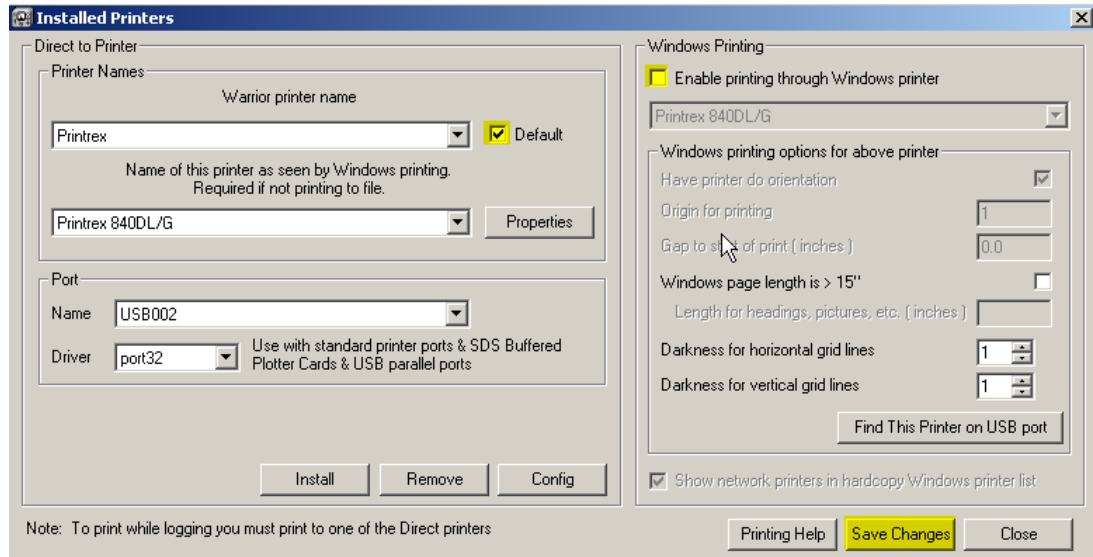 Installed Printers
Direct to Printer
Printer Names
Warrior printer name
Printrex
Default
Name of this printer as seen by Windows printing.
Required if not printing to file.
Printrex 840DL/G
Properties
Port
Name
USB002
Driver
port32
Use with standard printer ports & SDS Buffered
Plotter Cards & USB parallel ports
Install
Remove
Config
Note: To print while logging you must print to one of the Direct printers
Windows Printing
Enable printing through Windows printer
Printrex 840DL/G
Windows printing options for above printer
Have printer do orientation
Origin for printing
1
Gap to start of print ( inches )
0.0
Windows page length is > 15"
Length for headings, pictures, etc. ( inches )
Darkness for horizontal grid lines
1
Darkness for vertical grid lines
1
Find This Printer on USB port
Show network printers in hardcopy Windows printer list
Printing Help
Save Changes
Close